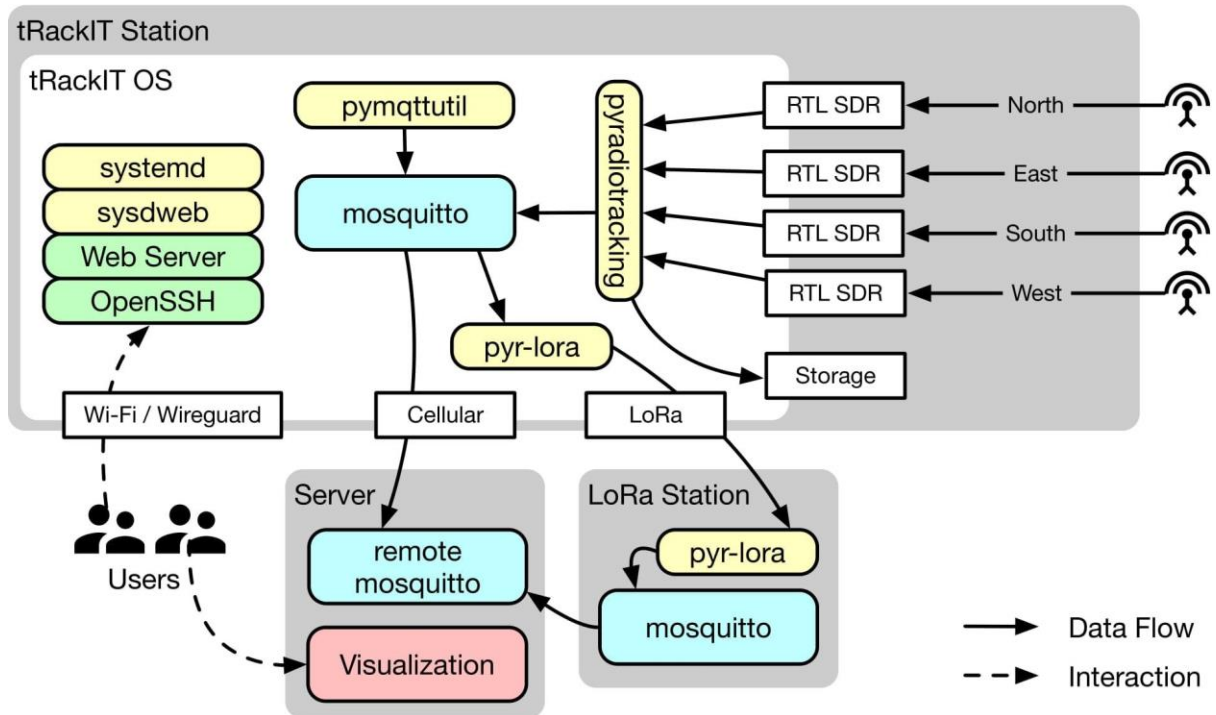 tRackIT Station
tRackIT OS
pymqttutil
pyradiotracking
RTL SDR
North
systemd
sysdweb
Web Server
OpenSSH
mosquitto
RTL SDR
East
RTL SDR
South
RTL SDR
West
pyr-lora
Storage
Wi-Fi / Wireguard
Cellular
LoRa
Users
Server
remote
mosquitto
Visualization
LoRa Station
pyr-lora
mosquitto
Data Flow
Interaction